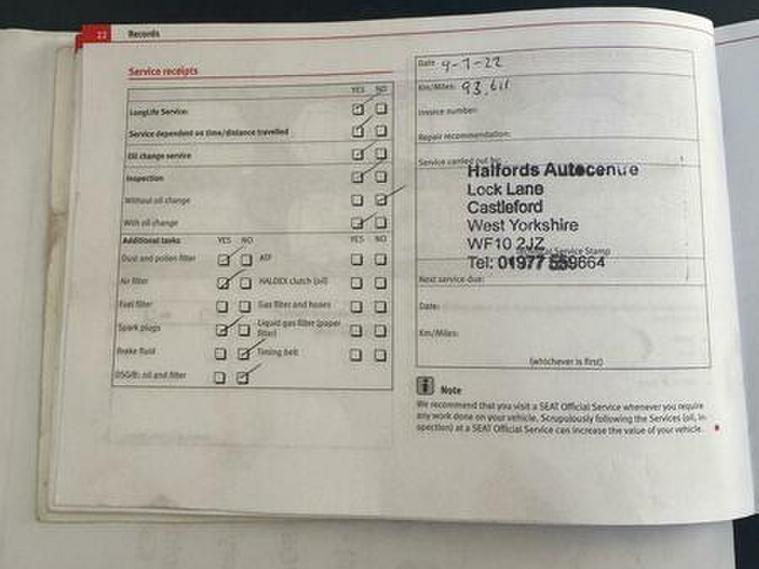 22 Records
Service receipts
YES NO
LongLife Service:
Service dependent on time/distance travelled
Oil change service
Inspection
Without oil change
With oil change
Additional tasks YES NO YES NO
Dust and pollen filter ATF
Air filter HALDEX clutch (oil)
Fuel filter Gas filter and hoses
Spark plugs Liquid gas filter (paper
filter)
Brake fluid Timing belt
DSG/B: oil and filter
Date 4-7-22
Km/Miles: 93,611
Invoice number:
Repair recommendation:
Service carried out by:
Halfords Autocentre
Lock Lane
Castleford
West Yorkshire
WF10 2JZ
Service Stamp
Tel: 01977 559664
Next service due:
Date:
Km/Miles:
(whichever is first)
i Note
We recommend that you visit a SEAT Official Service whenever you require
any work done on your vehicle. Scrupulously following the Services (oil, in-
spection) at a SEAT Official Service can increase the value of your vehicle.